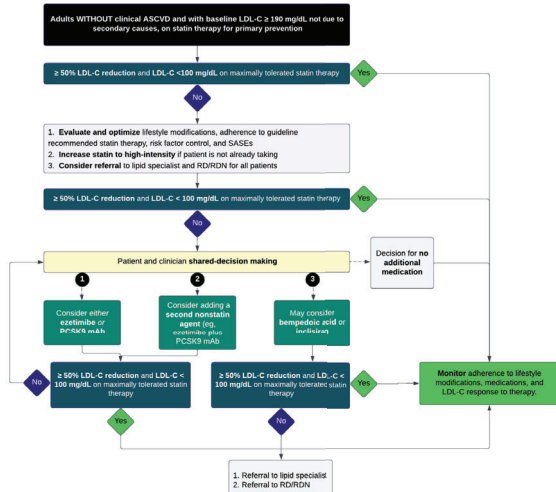 Adults WITHOUT clinical ASCVD and with baseline LDL-C ≥ 190 mg/dL not due to
secondary causes, on statin therapy for primary prevention
≥ 50% LDL-C reduction and LDL-C <100 mg/dL on maximally tolerated statin therapy
Yes
No
1. Evaluate and optimize lifestyle modifications, adherence to guideline
recommended statin therapy, risk factor control, and SASEs
2. Increase statin to high-intensity if patient is not already taking
3. Consider referral to lipid specialist and RD/RDN for all patients
≥ 50% LDL-C reduction and LDL-C < 100 mg/dL on maximally tolerated statin therapy
Yes
No
Patient and clinician shared-decision making
Decision for no
additional
medication
1
2
3
Consider either
ezetimibe or
PCSK9 mAb
Consider adding a
second nonstatin
agent (eg,
ezetimibe plus
PCSK9 mAb
May consider
bempedoic acid or
inclisiran
No
≥ 50% LDL-C reduction and LDL-C <
100 mg/dL on maximally tolerated statin
therapy
≥ 50% LDL-C reduction and LDL-C <
100 mg/dL on maximally tolerated statin
therapy
Yes
Monitor adherence to lifestyle
modifications, medications, and
LDL-C response to therapy.
Yes
No
1. Referral to lipid specialist
2. Referral to RD/RDN